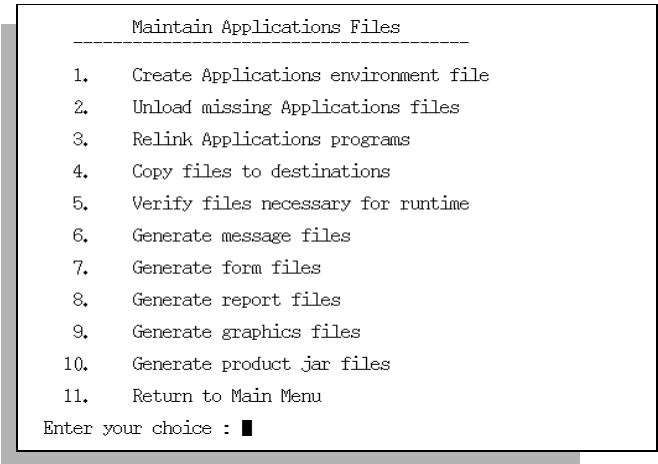 Maintain Applications Files
----------------------------------------
1. Create Applications environment file
2. Unload missing Applications files
3. Relink Applications programs
4. Copy files to destinations
5. Verify files necessary for runtime
6. Generate message files
7. Generate form files
8. Generate report files
9. Generate graphics files
10. Generate product jar files
11. Return to Main Menu
Enter your choice :